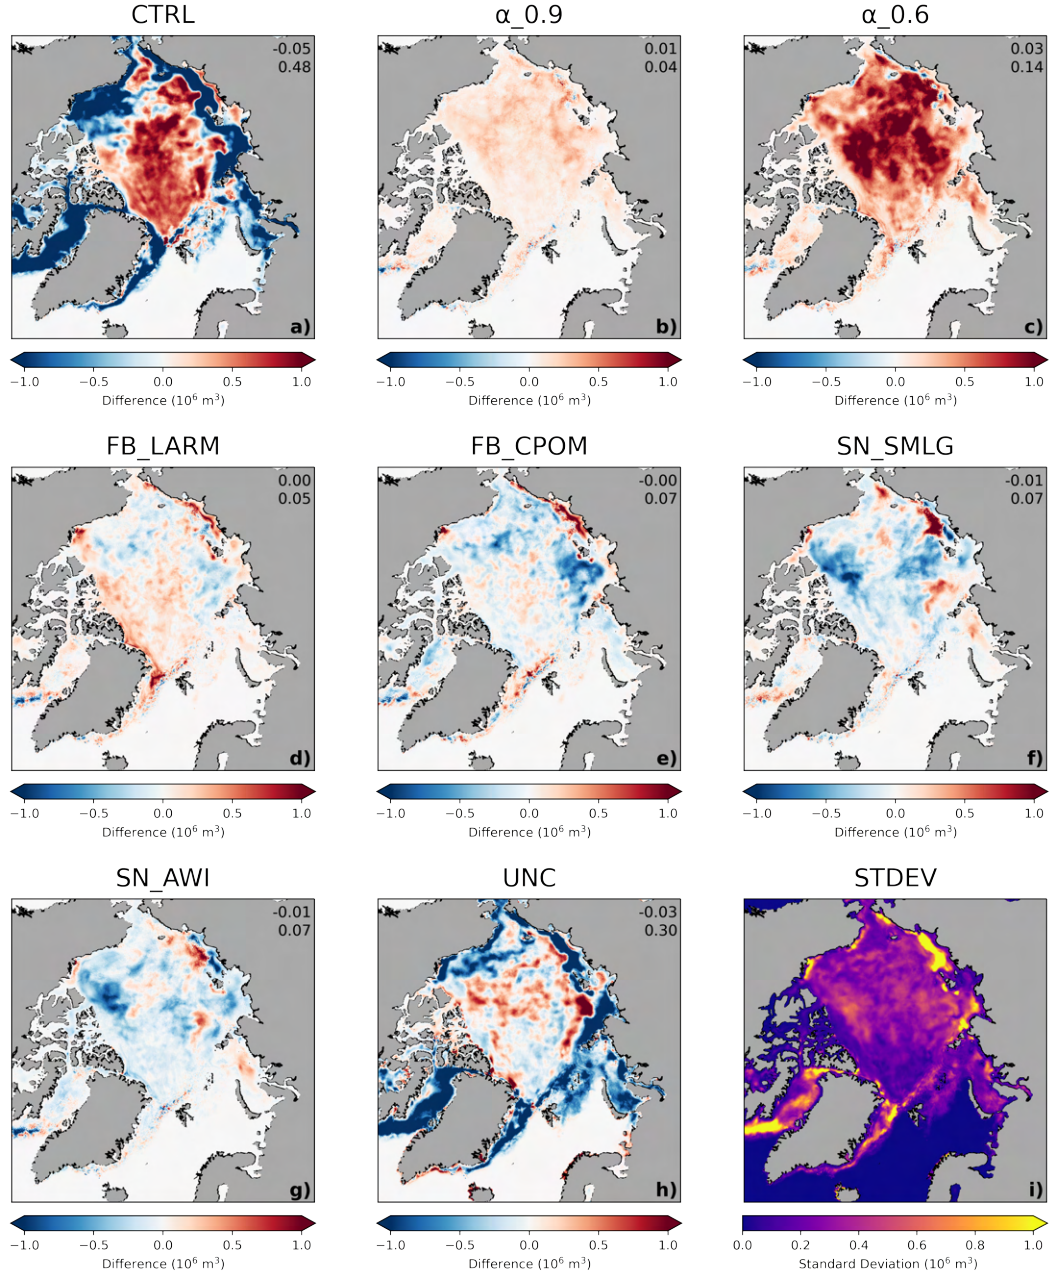 CTRL
α_0.9
α_0.6
-0.05
0.48
a)
0.01
0.04
b)
0.03
0.14
c)
−1.0 −0.5 0.0 0.5 1.0
Difference (10⁶ m³)
−1.0 −0.5 0.0 0.5 1.0
Difference (10⁶ m³)
−1.0 −0.5 0.0 0.5 1.0
Difference (10⁶ m³)
FB_LARM
FB_CPOM
SN_SMLG
0.00
0.05
d)
-0.00
0.07
e)
-0.01
0.07
f)
−1.0 −0.5 0.0 0.5 1.0
Difference (10⁶ m³)
−1.0 −0.5 0.0 0.5 1.0
Difference (10⁶ m³)
−1.0 −0.5 0.0 0.5 1.0
Difference (10⁶ m³)
SN_AWI
UNC
STDEV
-0.01
0.07
g)
-0.03
0.30
h)
i)
−1.0 −0.5 0.0 0.5 1.0
Difference (10⁶ m³)
−1.0 −0.5 0.0 0.5 1.0
Difference (10⁶ m³)
0.0 0.2 0.4 0.6 0.8 1.0
Standard Deviation (10⁶ m³)